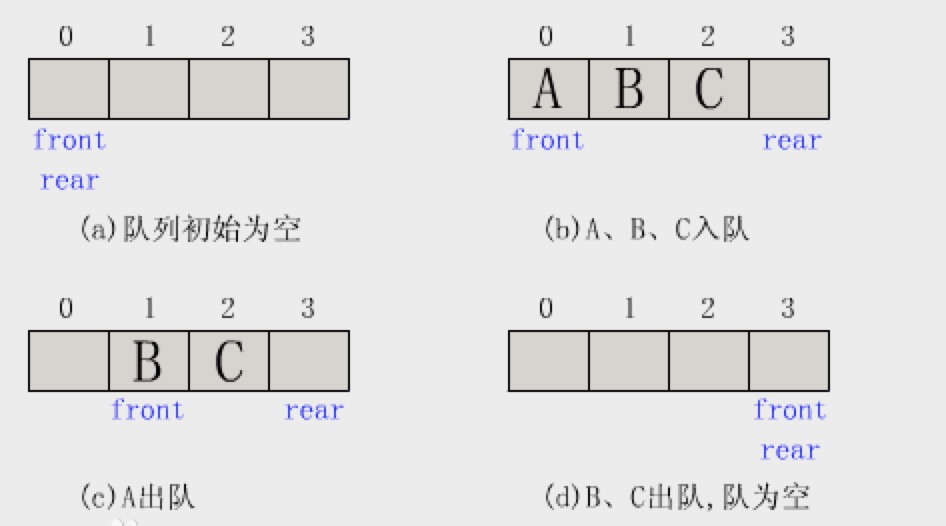 0 1 2 3
front
rear
(a)队列初始为空
0 1 2 3
A B C
front rear
(b)A、B、C入队
0 1 2 3
B C
front rear
(c)A出队
0 1 2 3
front
rear
(d)B、C出队,队为空